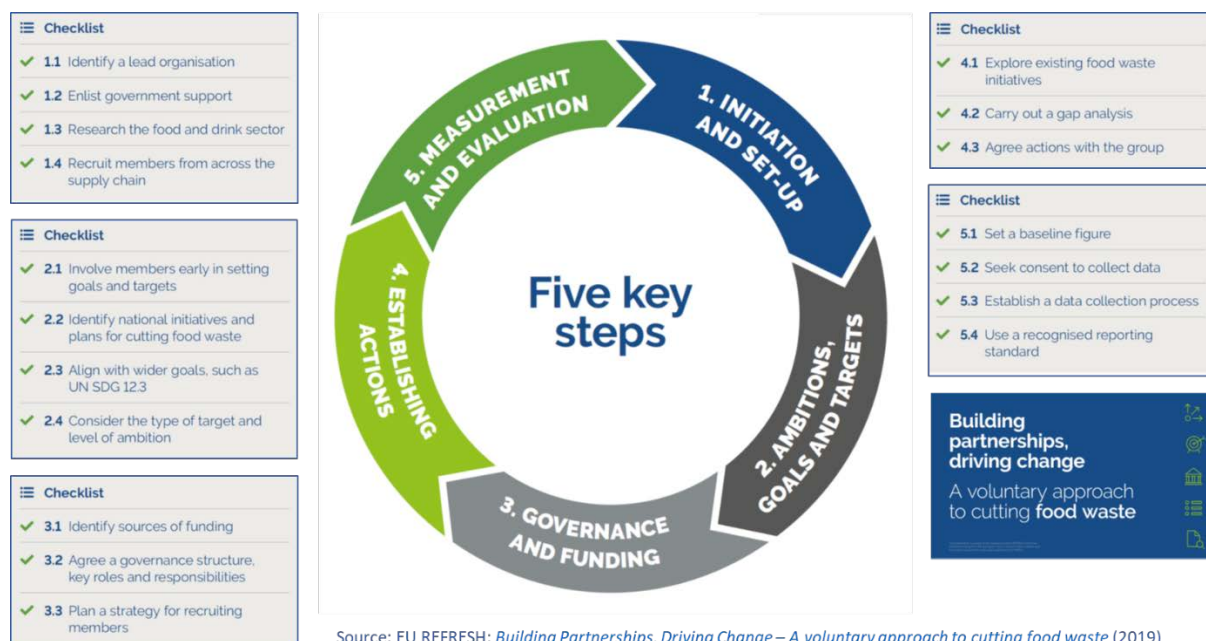 Checklist
1.1 Identify a lead organisation
1.2 Enlist government support
1.3 Research the food and drink sector
1.4 Recruit members from across the
supply chain
Checklist
2.1 Involve members early in setting
goals and targets
2.2 Identify national initiatives and
plans for cutting food waste
2.3 Align with wider goals, such as
UN SDG 12.3
2.4 Consider the type of target and
level of ambition
Checklist
3.1 Identify sources of funding
3.2 Agree a governance structure,
key roles and responsibilities
3.3 Plan a strategy for recruiting
members
Five key
steps
1. INITIATION
AND SET-UP
2. AMBITIONS,
GOALS AND TARGETS
3. GOVERNANCE
AND FUNDING
4. ESTABLISHING
ACTIONS
5. MEASUREMENT
AND EVALUATION
Checklist
4.1 Explore existing food waste
initiatives
4.2 Carry out a gap analysis
4.3 Agree actions with the group
Checklist
5.1 Set a baseline figure
5.2 Seek consent to collect data
5.3 Establish a data collection process
5.4 Use a recognised reporting
standard
Building
partnerships,
driving change
A voluntary approach
to cutting food waste
Source: EU REFRESH: Building Partnerships, Driving Change – A voluntary approach to cutting food waste (2019)